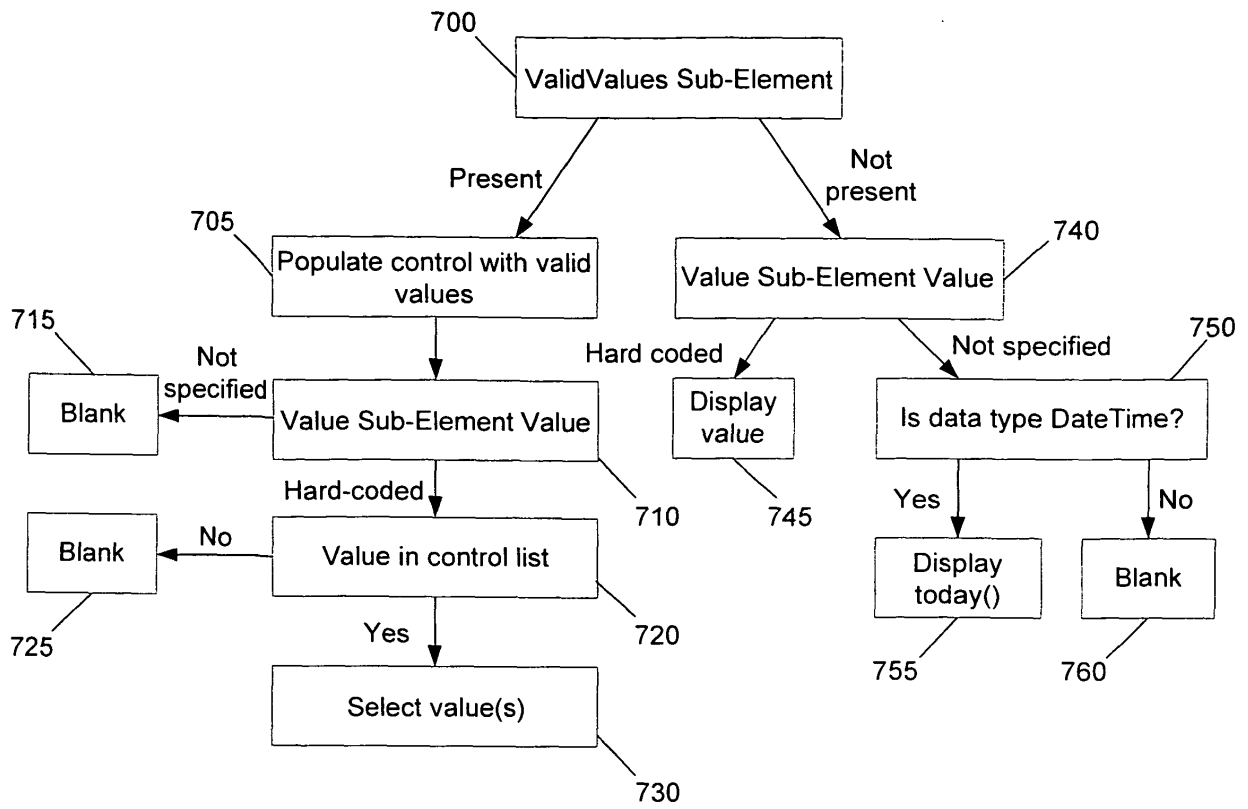 700
ValidValues Sub-Element
Present
Not
present
705
Populate control with valid
values
740
Value Sub-Element Value
715
Blank
Not
specified
Value Sub-Element Value
710
Hard coded
Display
value
745
Not specified
750
Is data type DateTime?
Hard-coded
Blank
725
No
Value in control list
720
Yes
Display
today()
755
No
Blank
760
Yes
Select value(s)
730